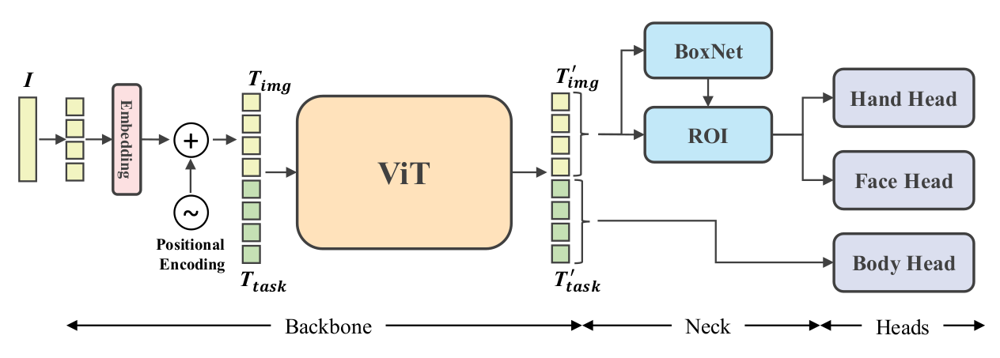 I
Embedding
+
~
Positional
Encoding
T_img
T_task
ViT
T'_img
T'_task
BoxNet
ROI
Hand Head
Face Head
Body Head
Backbone
Neck
Heads